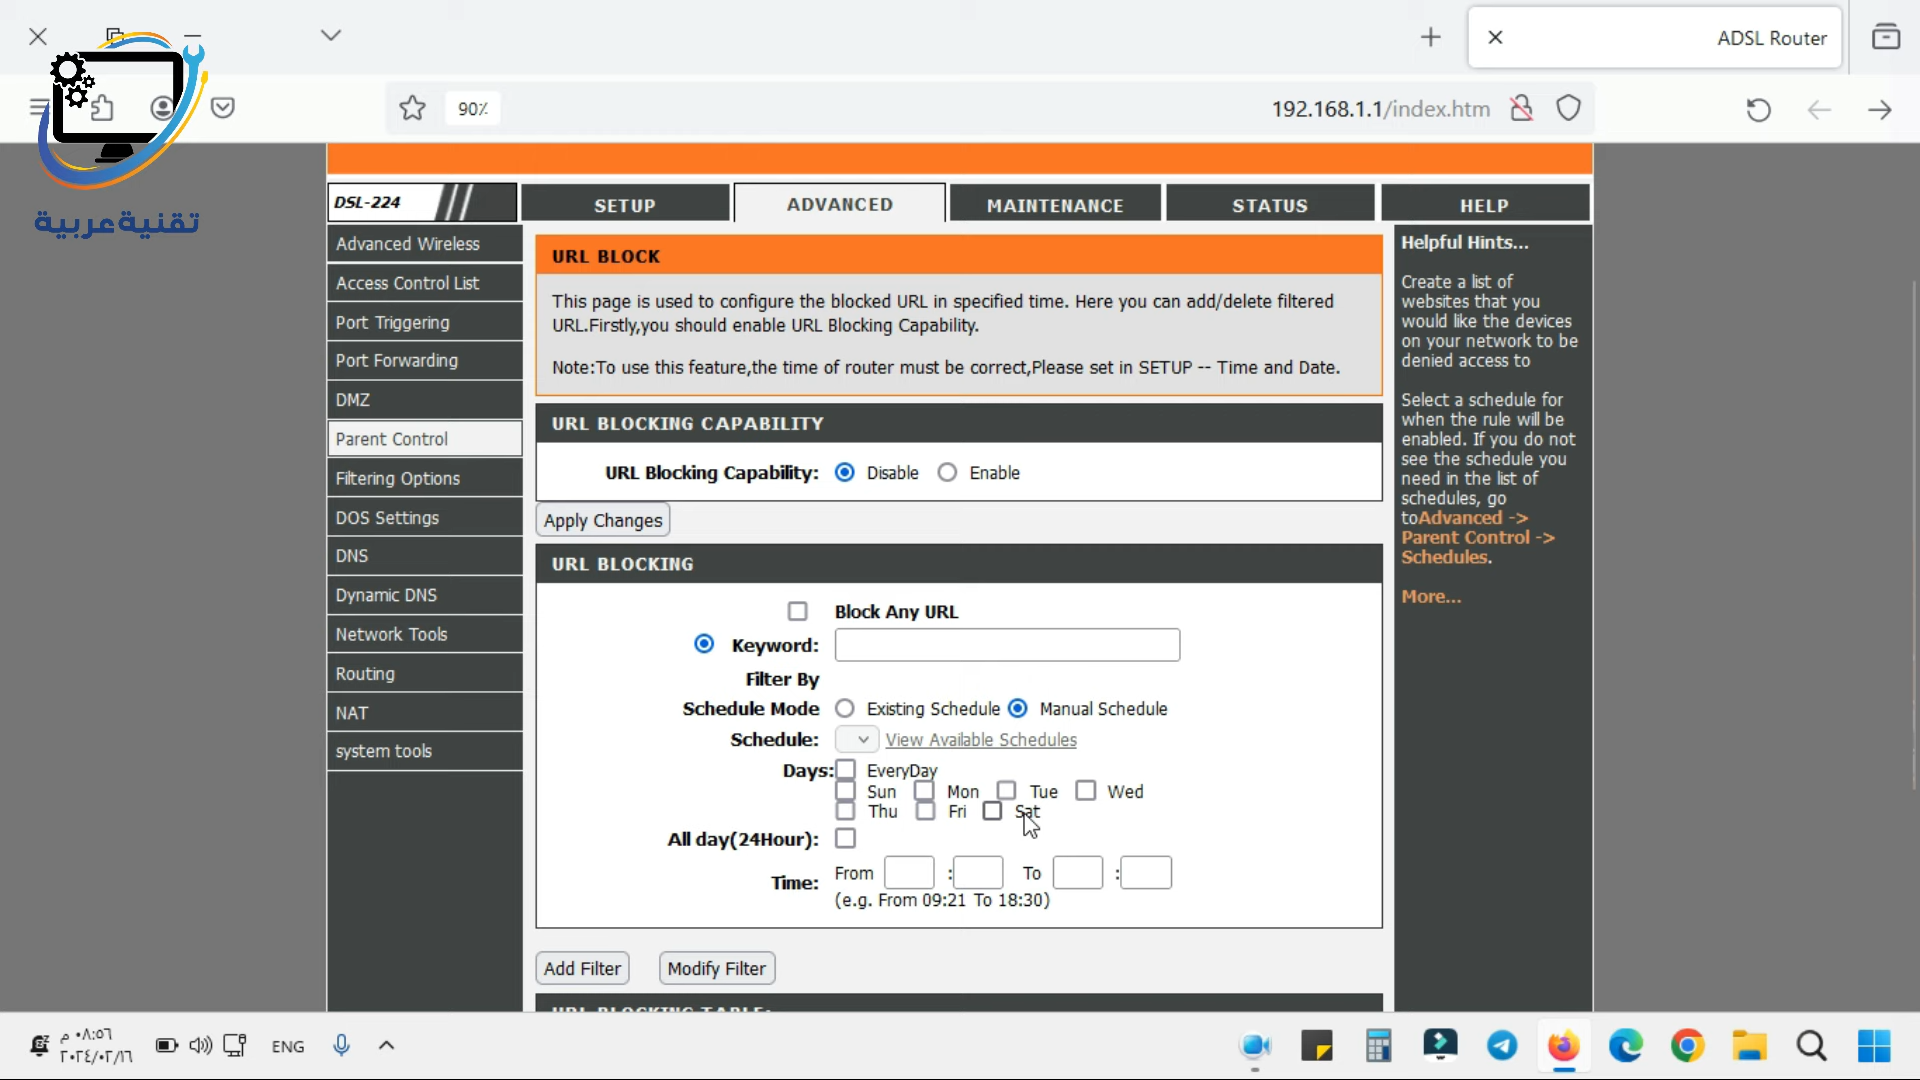 ADSL Router
90٪
192.168.1.1/index.htm
تقنية عربية
DSL-224
SETUP
ADVANCED
MAINTENANCE
STATUS
HELP
Advanced Wireless
Access Control List
Port Triggering
Port Forwarding
DMZ
Parent Control
Filtering Options
DOS Settings
DNS
Dynamic DNS
Network Tools
Routing
NAT
system tools
URL BLOCK
This page is used to configure the blocked URL in specified time. Here you can add/delete filtered
URL.Firstly,you should enable URL Blocking Capability.
Note:To use this feature,the time of router must be correct,Please set in SETUP -- Time and Date.
URL BLOCKING CAPABILITY
URL Blocking Capability: Disable Enable
Apply Changes
URL BLOCKING
Block Any URL
Keyword:
Filter By
Schedule Mode Existing Schedule Manual Schedule
Schedule: View Available Schedules
Days: EveryDay
Sun Mon Tue Wed
Thu Fri Sat
All day(24Hour):
Time: From : To :
(e.g. From 09:21 To 18:30)
Add Filter Modify Filter
URL BLOCKING TABLE:
Helpful Hints...
Create a list of
websites that you
would like the devices
on your network to be
denied access to
Select a schedule for
when the rule will be
enabled. If you do not
see the schedule you
need in the list of
schedules, go
toAdvanced ->
Parent Control ->
Schedules.
More...
٠٨:٥٦ م
٢٠٢٤/٠٢/١٦
ENG